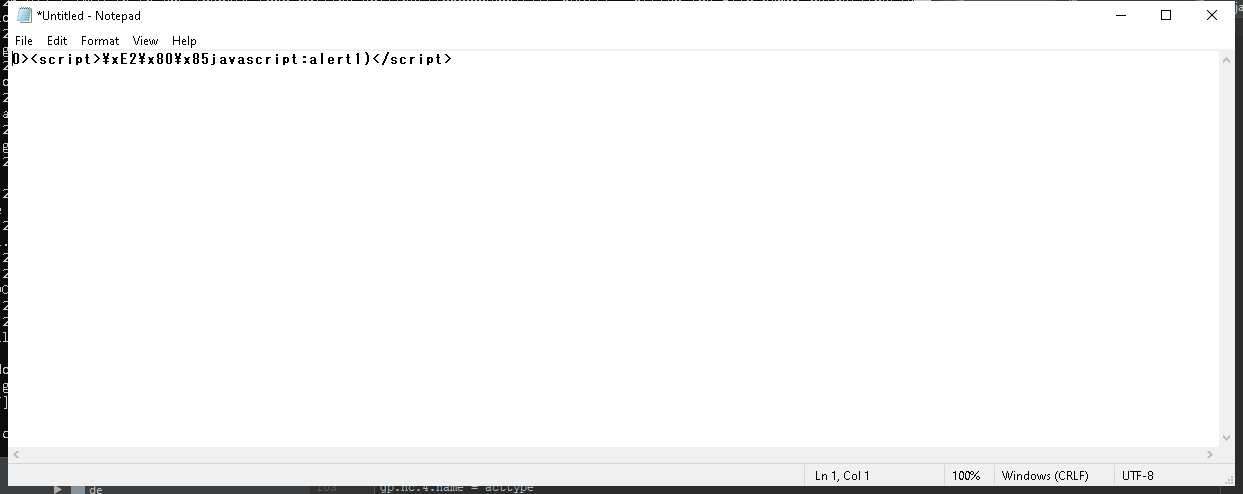 *Untitled - Notepad
File Edit Format View Help
0><script>¥xE2¥x80¥x85javascript:alert1)</script>
Ln 1, Col 1 100% Windows (CRLF) UTF-8
de
gp.nc.4.name = acttype